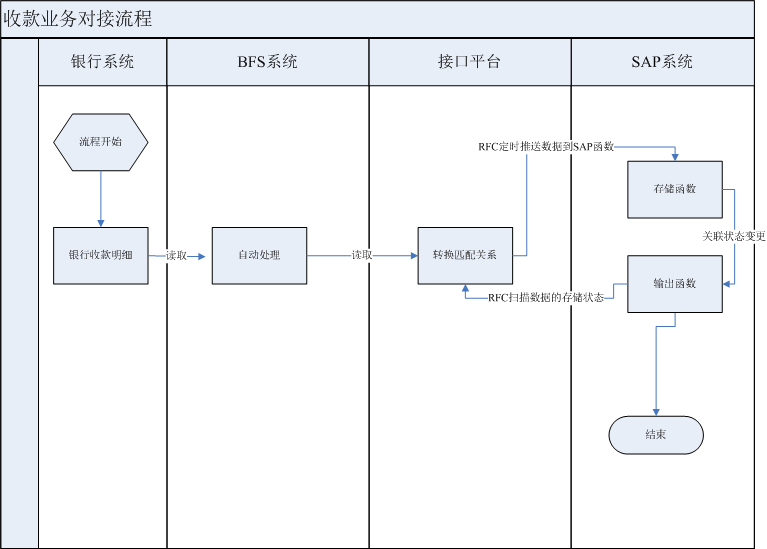 收款业务对接流程
银行系统
BFS系统
接口平台
SAP系统
流程开始
RFC定时推送数据到SAP函数
存储函数
关联状态变更
银行收款明细
读取
自动处理
读取
转换匹配关系
输出函数
RFC扫描数据的存储状态
结束